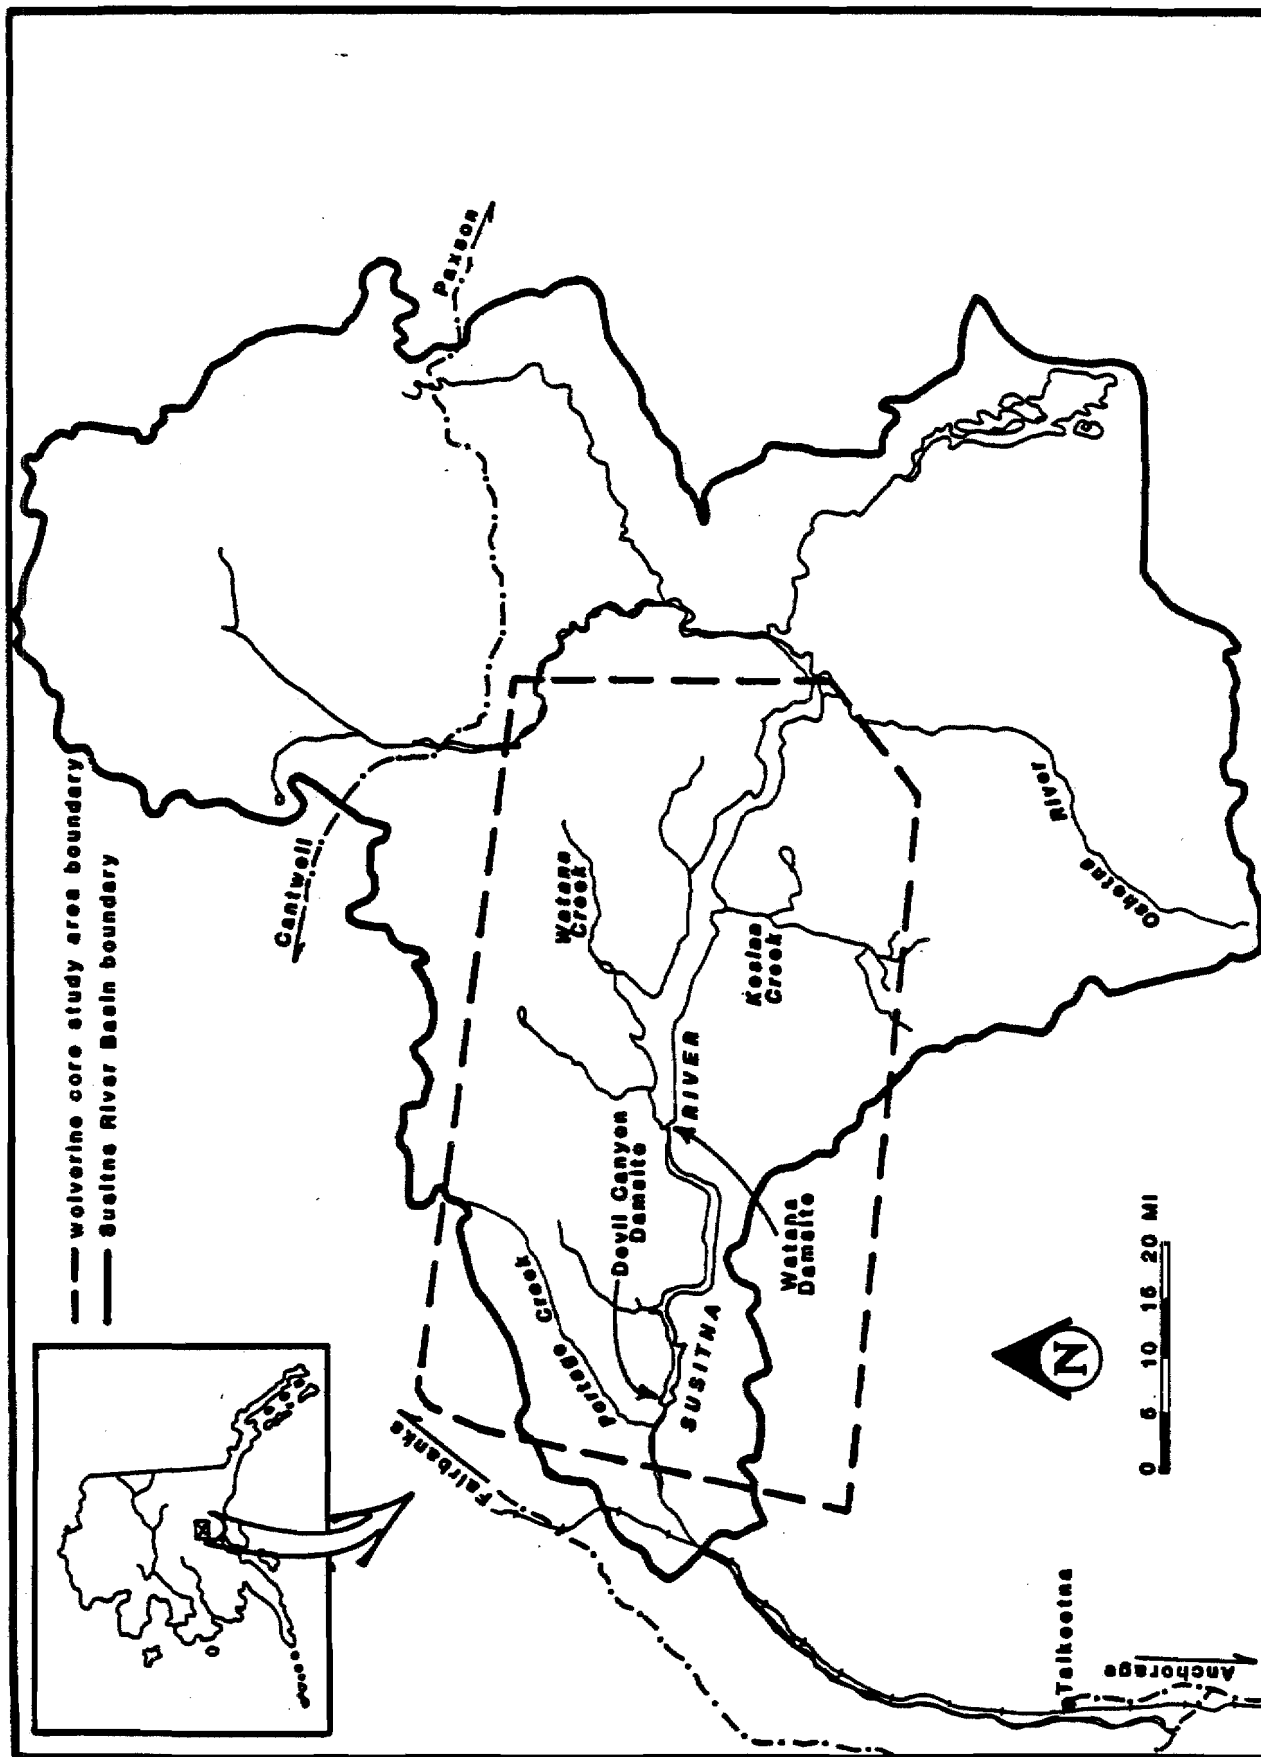 wolverine core study area boundary
Susitna River Basin boundary
Paxson
Cantwell
Watana
Creek
Kosina
Creek
Oshetna
River
Portage Creek
Devil Canyon
Damsite
Watana
Damsite
SUSITNA
RIVER
Fairbanks
Talkeetna
Anchorage
N
0 5 10 15 20 MI